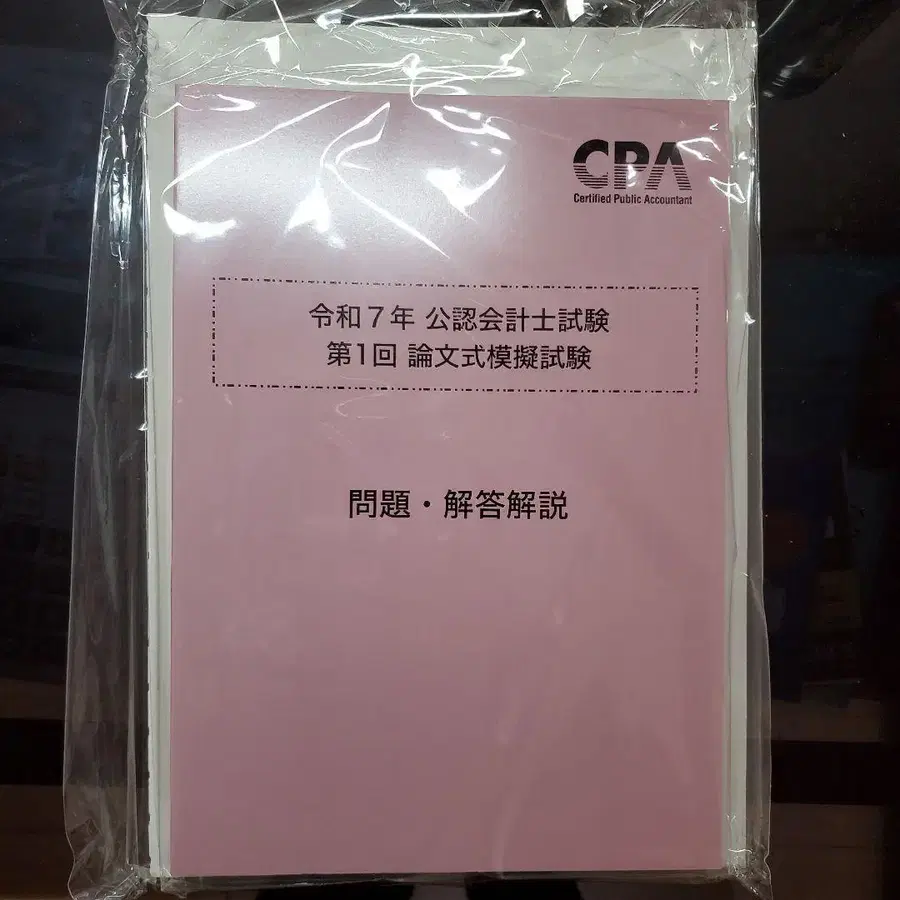 CPA
Certified Public Accountant
令和７年 公認会計士試験
第1回 論文式模擬試験
問題・解答解説